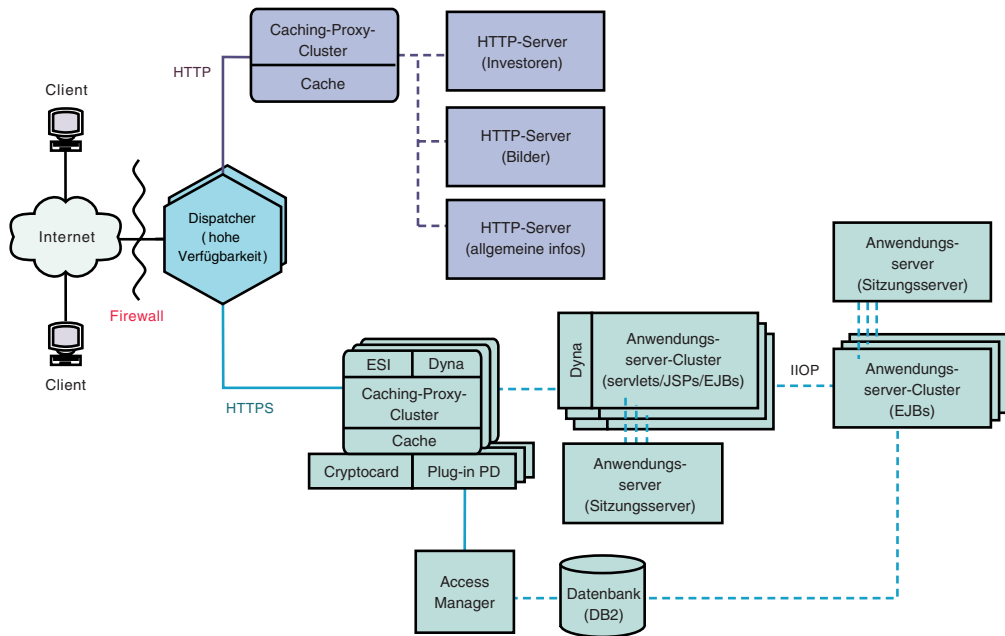 Caching-Proxy-
Cluster
Cache
HTTP-Server
(Investoren)
HTTP
Client
HTTP-Server
(Bilder)
Internet
Dispatcher
( hohe
Verfügbarkeit)
HTTP-Server
(allgemeine infos)
Firewall
Client
HTTPS
ESI
Dyna
Caching-Proxy-
Cluster
Cache
Cryptocard
Plug-in PD
Dyna
Anwendungs-
server-Cluster
(servlets/JSPs/EJBs)
Anwendungs-
server
(Sitzungsserver)
IIOP
Anwendungs-
server
(Sitzungsserver)
Anwendungs-
server-Cluster
(EJBs)
Access
Manager
Datenbank
(DB2)